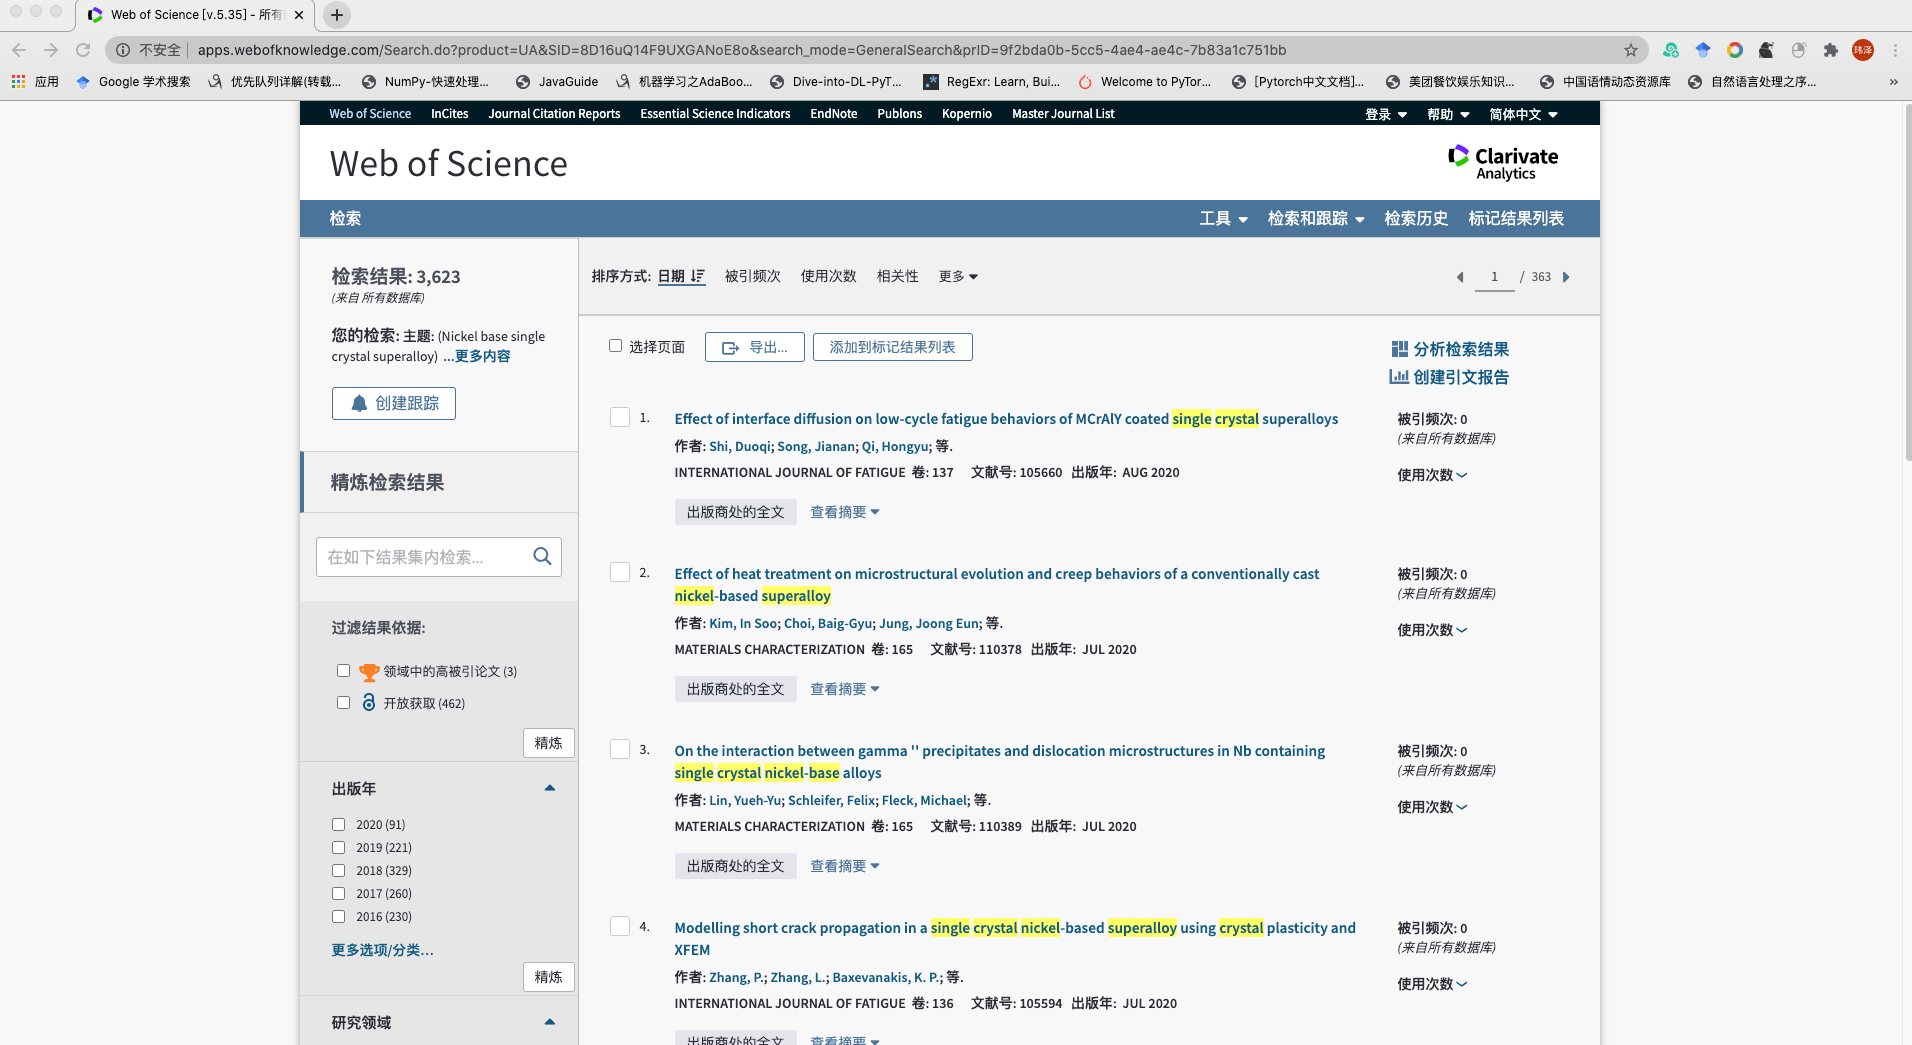 Web of Science [v.5.35] - 所有
不安全 apps.webofknowledge.com/Search.do?product=UA&SID=8D16uQ14F9UXGANoE8o&search_mode=GeneralSearch&prID=9f2bda0b-5cc5-4ae4-ae4c-7b83a1c751bb
玮泽
应用 Google 学术搜索 优先队列详解(转载... NumPy-快速处理... JavaGuide 机器学习之AdaBoo... Dive-into-DL-PyT... RegExr: Learn, Bui... Welcome to PyTor... [Pytorch中文文档]... 美团餐饮娱乐知识... 中国语情动态资源库 自然语言处理之序... »
Web of Science InCites Journal Citation Reports Essential Science Indicators EndNote Publons Kopernio Master Journal List 登录 帮助 简体中文
Web of Science
Clarivate
Analytics
检索 工具 检索和跟踪 检索历史 标记结果列表
检索结果: 3,623
(来自 所有数据库)
您的检索: 主题: (Nickel base single
crystal superalloy) ...更多内容
创建跟踪
精炼检索结果
在如下结果集内检索...
过滤结果依据:
领域中的高被引论文 (3)
开放获取 (462)
精炼
出版年
2020 (91)
2019 (221)
2018 (329)
2017 (260)
2016 (230)
更多选项/分类...
精炼
研究领域
排序方式: 日期 被引频次 使用次数 相关性 更多
1 / 363
选择页面 导出... 添加到标记结果列表
分析检索结果
创建引文报告
1. Effect of interface diffusion on low-cycle fatigue behaviors of MCrAlY coated single crystal superalloys
作者: Shi, Duoqi; Song, Jianan; Qi, Hongyu; 等.
INTERNATIONAL JOURNAL OF FATIGUE 卷: 137 文献号: 105660 出版年: AUG 2020
出版商处的全文 查看摘要
被引频次: 0
(来自所有数据库)
使用次数
2. Effect of heat treatment on microstructural evolution and creep behaviors of a conventionally cast
nickel-based superalloy
作者: Kim, In Soo; Choi, Baig-Gyu; Jung, Joong Eun; 等.
MATERIALS CHARACTERIZATION 卷: 165 文献号: 110378 出版年: JUL 2020
出版商处的全文 查看摘要
被引频次: 0
(来自所有数据库)
使用次数
3. On the interaction between gamma '' precipitates and dislocation microstructures in Nb containing
single crystal nickel-base alloys
作者: Lin, Yueh-Yu; Schleifer, Felix; Fleck, Michael; 等.
MATERIALS CHARACTERIZATION 卷: 165 文献号: 110389 出版年: JUL 2020
出版商处的全文 查看摘要
被引频次: 0
(来自所有数据库)
使用次数
4. Modelling short crack propagation in a single crystal nickel-based superalloy using crystal plasticity and
XFEM
作者: Zhang, P.; Zhang, L.; Baxevanakis, K. P.; 等.
INTERNATIONAL JOURNAL OF FATIGUE 卷: 136 文献号: 105594 出版年: JUL 2020
出版商处的全文 查看摘要
被引频次: 0
(来自所有数据库)
使用次数